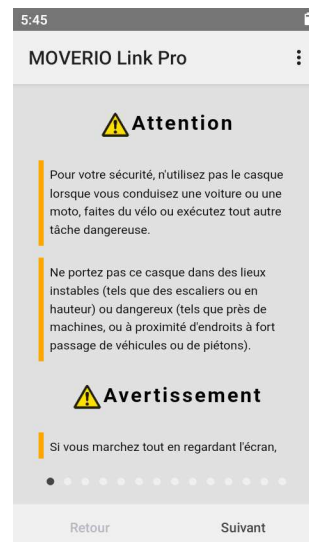 5:45
MOVERIO Link Pro
Attention
Pour votre sécurité, n'utilisez pas le casque
lorsque vous conduisez une voiture ou une
moto, faites du vélo ou exécutez tout autre
tâche dangereuse.
Ne portez pas ce casque dans des lieux
instables (tels que des escaliers ou en
hauteur) ou dangereux (tels que près de
machines, ou à proximité d'endroits à fort
passage de véhicules ou de piétons).
Avertissement
Si vous marchez tout en regardant l'écran,
Retour Suivant